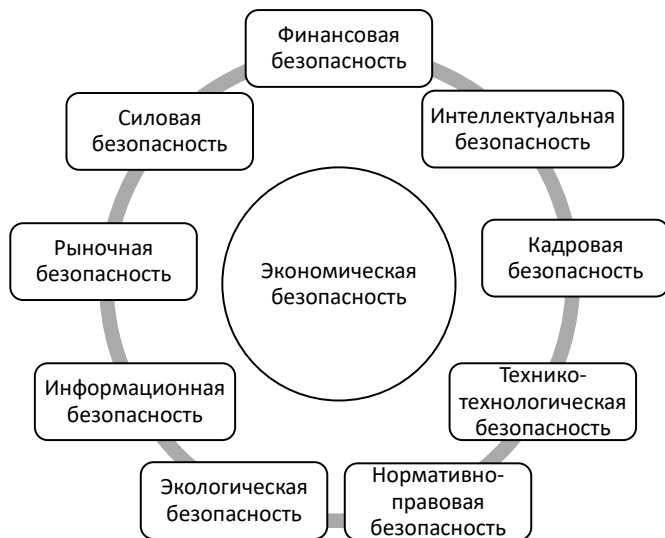 Финансовая
безопасность
Интеллектуальная
безопасность
Кадровая
безопасность
Технико-
технологическая
безопасность
Нормативно-
правовая
безопасность
Экологическая
безопасность
Информационная
безопасность
Рыночная
безопасность
Силовая
безопасность
Экономическая
безопасность